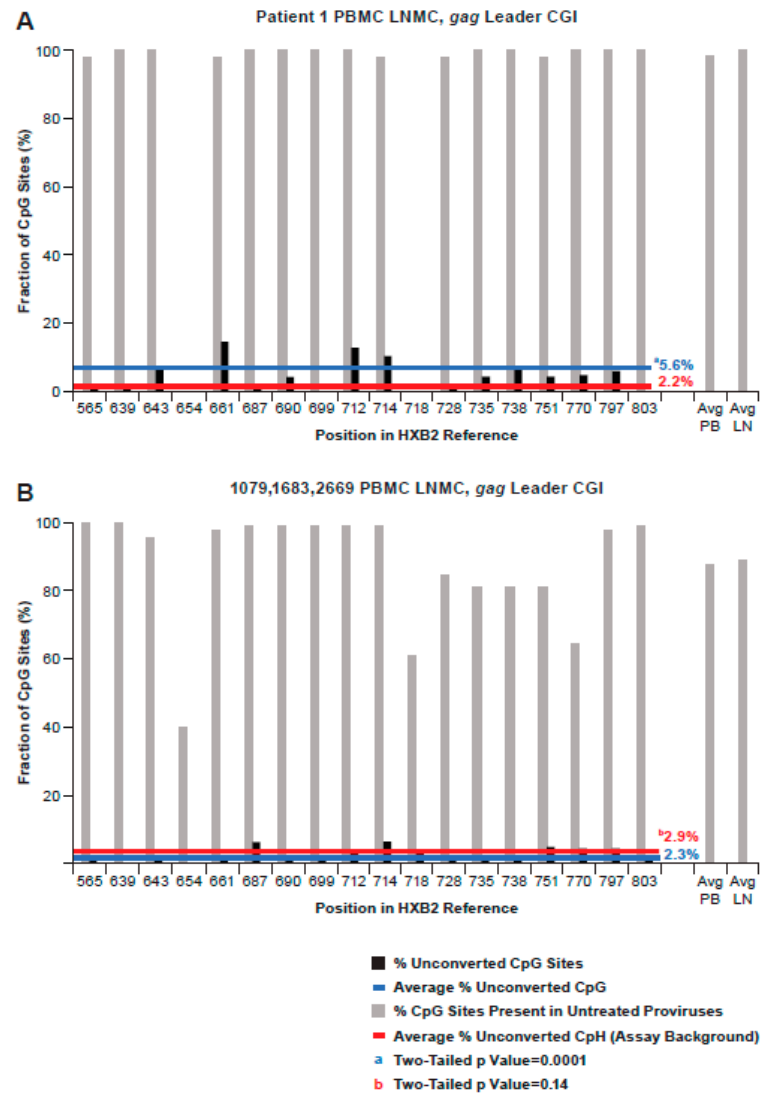 A
Patient 1 PBMC LNMC, gag Leader CGI
Fraction of CpG Sites (%)
100
80
60
40
20
0
a5.6%
2.2%
565 639 643 654 661 687 690 699 712 714 718 728 735 738 751 770 797 803 Avg PB Avg LN
Position in HXB2 Reference
B
1079,1683,2669 PBMC LNMC, gag Leader CGI
Fraction of CpG Sites (%)
100
80
60
40
20
b2.9%
2.3%
565 639 643 654 661 687 690 699 712 714 718 728 735 738 751 770 797 803 Avg PB Avg LN
Position in HXB2 Reference
% Unconverted CpG Sites
Average % Unconverted CpG
% CpG Sites Present in Untreated Proviruses
Average % Unconverted CpH (Assay Background)
a Two-Tailed p Value=0.0001
b Two-Tailed p Value=0.14